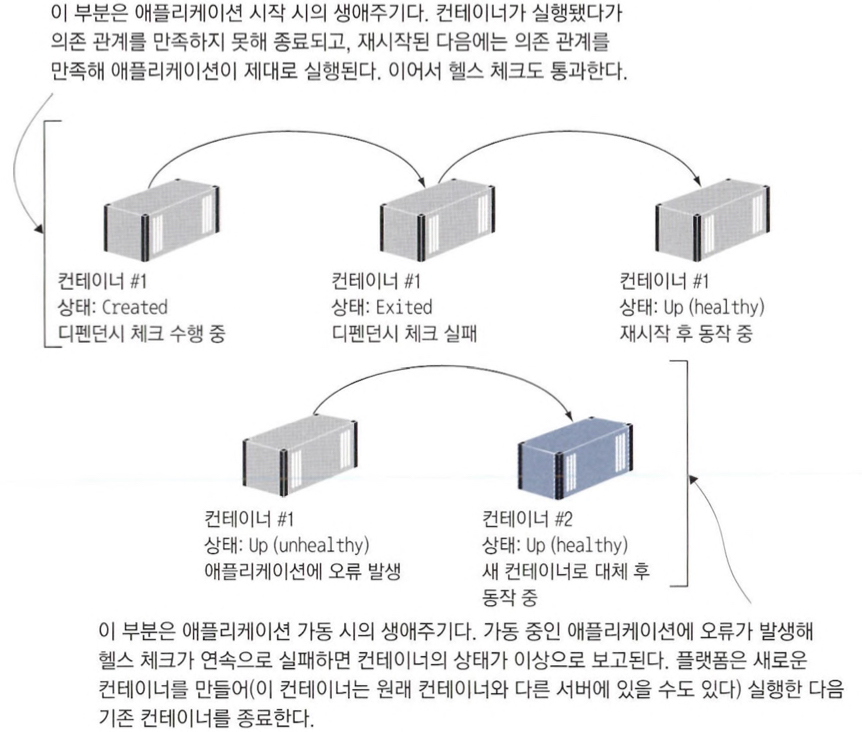 이 부분은 애플리케이션 시작 시의 생애주기다. 컨테이너가 실행됐다가
의존 관계를 만족하지 못해 종료되고, 재시작된 다음에는 의존 관계를
만족해 애플리케이션이 제대로 실행된다. 이어서 헬스 체크도 통과한다.
컨테이너 #1
상태: Created
디펜던시 체크 수행 중
컨테이너 #1
상태: Exited
디펜던시 체크 실패
컨테이너 #1
상태: Up (healthy)
재시작 후 동작 중
컨테이너 #1
상태: Up (unhealthy)
애플리케이션에 오류 발생
컨테이너 #2
상태: Up (healthy)
새 컨테이너로 대체 후
동작 중
이 부분은 애플리케이션 가동 시의 생애주기다. 가동 중인 애플리케이션에 오류가 발생해
헬스 체크가 연속으로 실패하면 컨테이너의 상태가 이상으로 보고된다. 플랫폼은 새로운
컨테이너를 만들어(이 컨테이너는 원래 컨테이너와 다른 서버에 있을 수도 있다) 실행한 다음
기존 컨테이너를 종료한다.